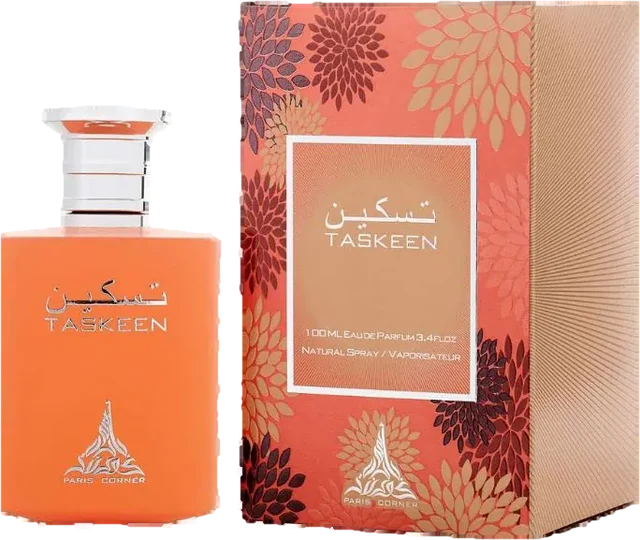 تسكين
TASKEEN
PARIS CORNER
تسكين
TASKEEN
100 ML EAU DE PARFUM 3.4 FL.OZ
NATURAL SPRAY / VAPORISATEUR
PARIS CORNER